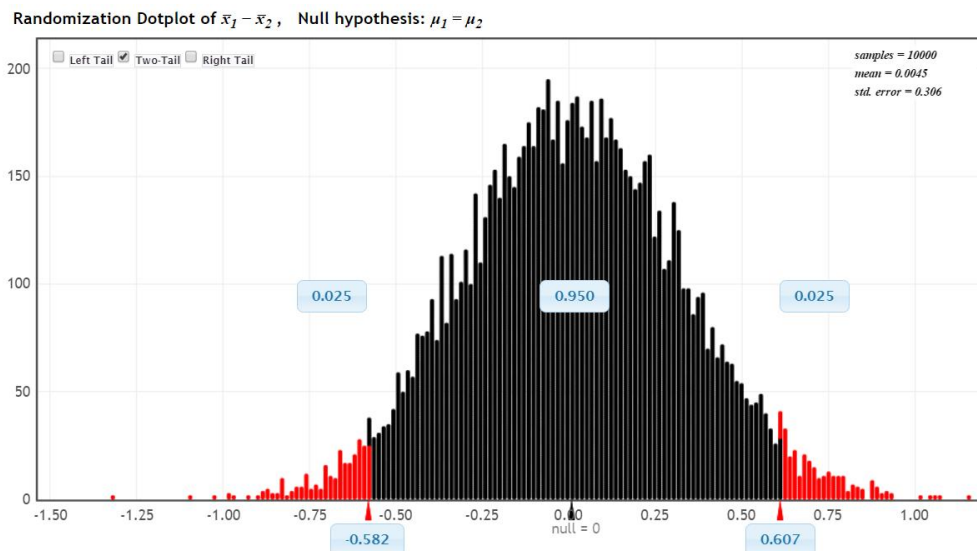 Randomization Dotplot of x̄₁ − x̄₂ , Null hypothesis: μ₁ = μ₂
Left Tail Two-Tail Right Tail
samples = 10000
mean = 0.0045
std. error = 0.306
200
150
100
50
0
0.025 0.950 0.025
-1.50 -1.25 -1.00 -0.75 -0.50 -0.25 0.00 0.25 0.50 0.75 1.00
null = 0
-0.582 0.607